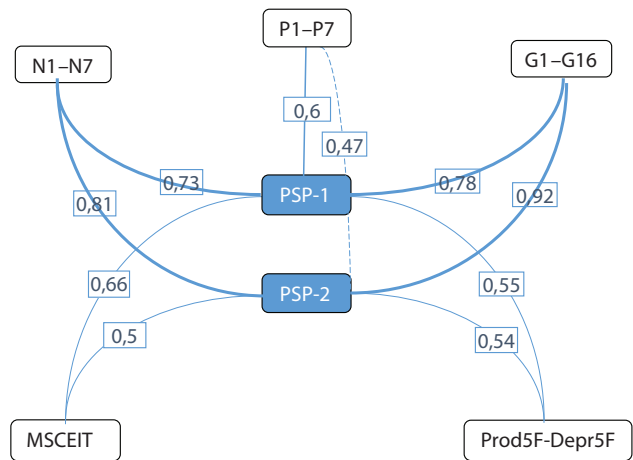 P1–P7
N1–N7
G1–G16
0,6
0,47
0,73
PSP-1
0,78
0,81
0,92
0,66
PSP-2
0,55
0,5
0,54
MSCEIT
Prod5F-Depr5F